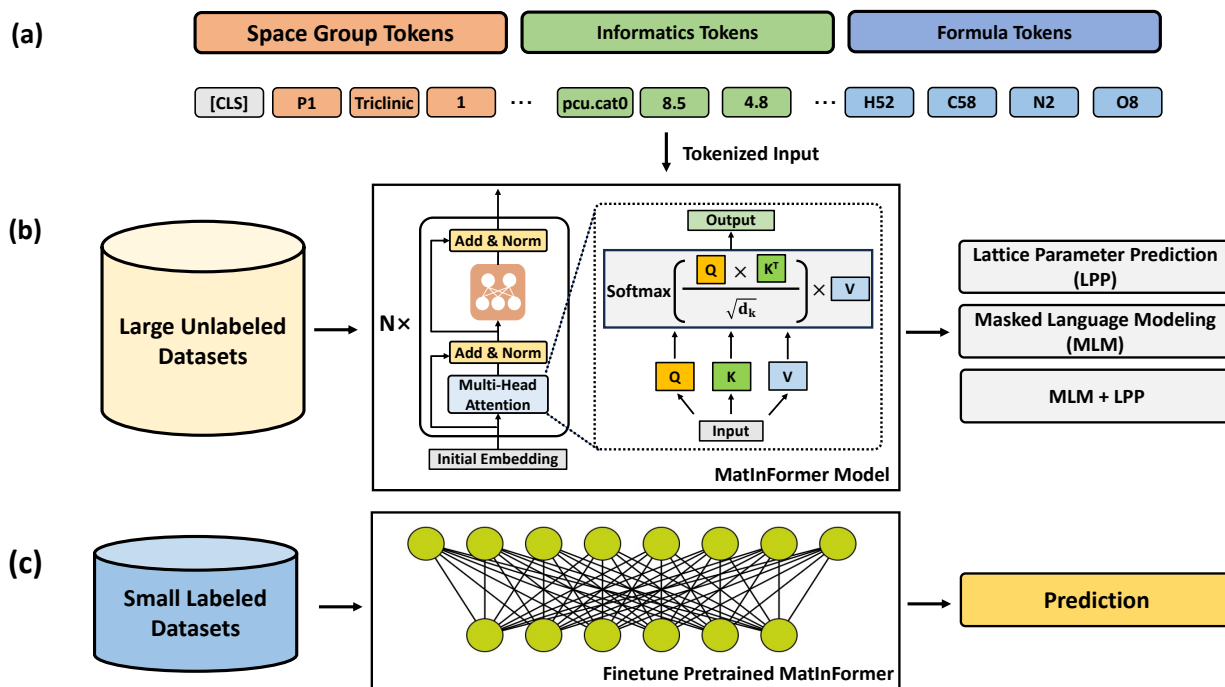 (a)
Space Group Tokens
Informatics Tokens
Formula Tokens
[CLS]
P1
Triclinic
1
...
pcu.cat0
8.5
4.8
...
H52
C58
N2
O8
Tokenized Input
(b)
Large Unlabeled
Datasets
N×
Add & Norm
Add & Norm
Multi-Head
Attention
Initial Embedding
Output
Softmax
Q
×
K^T
√d_k
×
V
Q
K
V
Input
MatInFormer Model
Lattice Parameter Prediction
(LPP)
Masked Language Modeling
(MLM)
MLM + LPP
(c)
Small Labeled
Datasets
Finetune Pretrained MatInFormer
Prediction